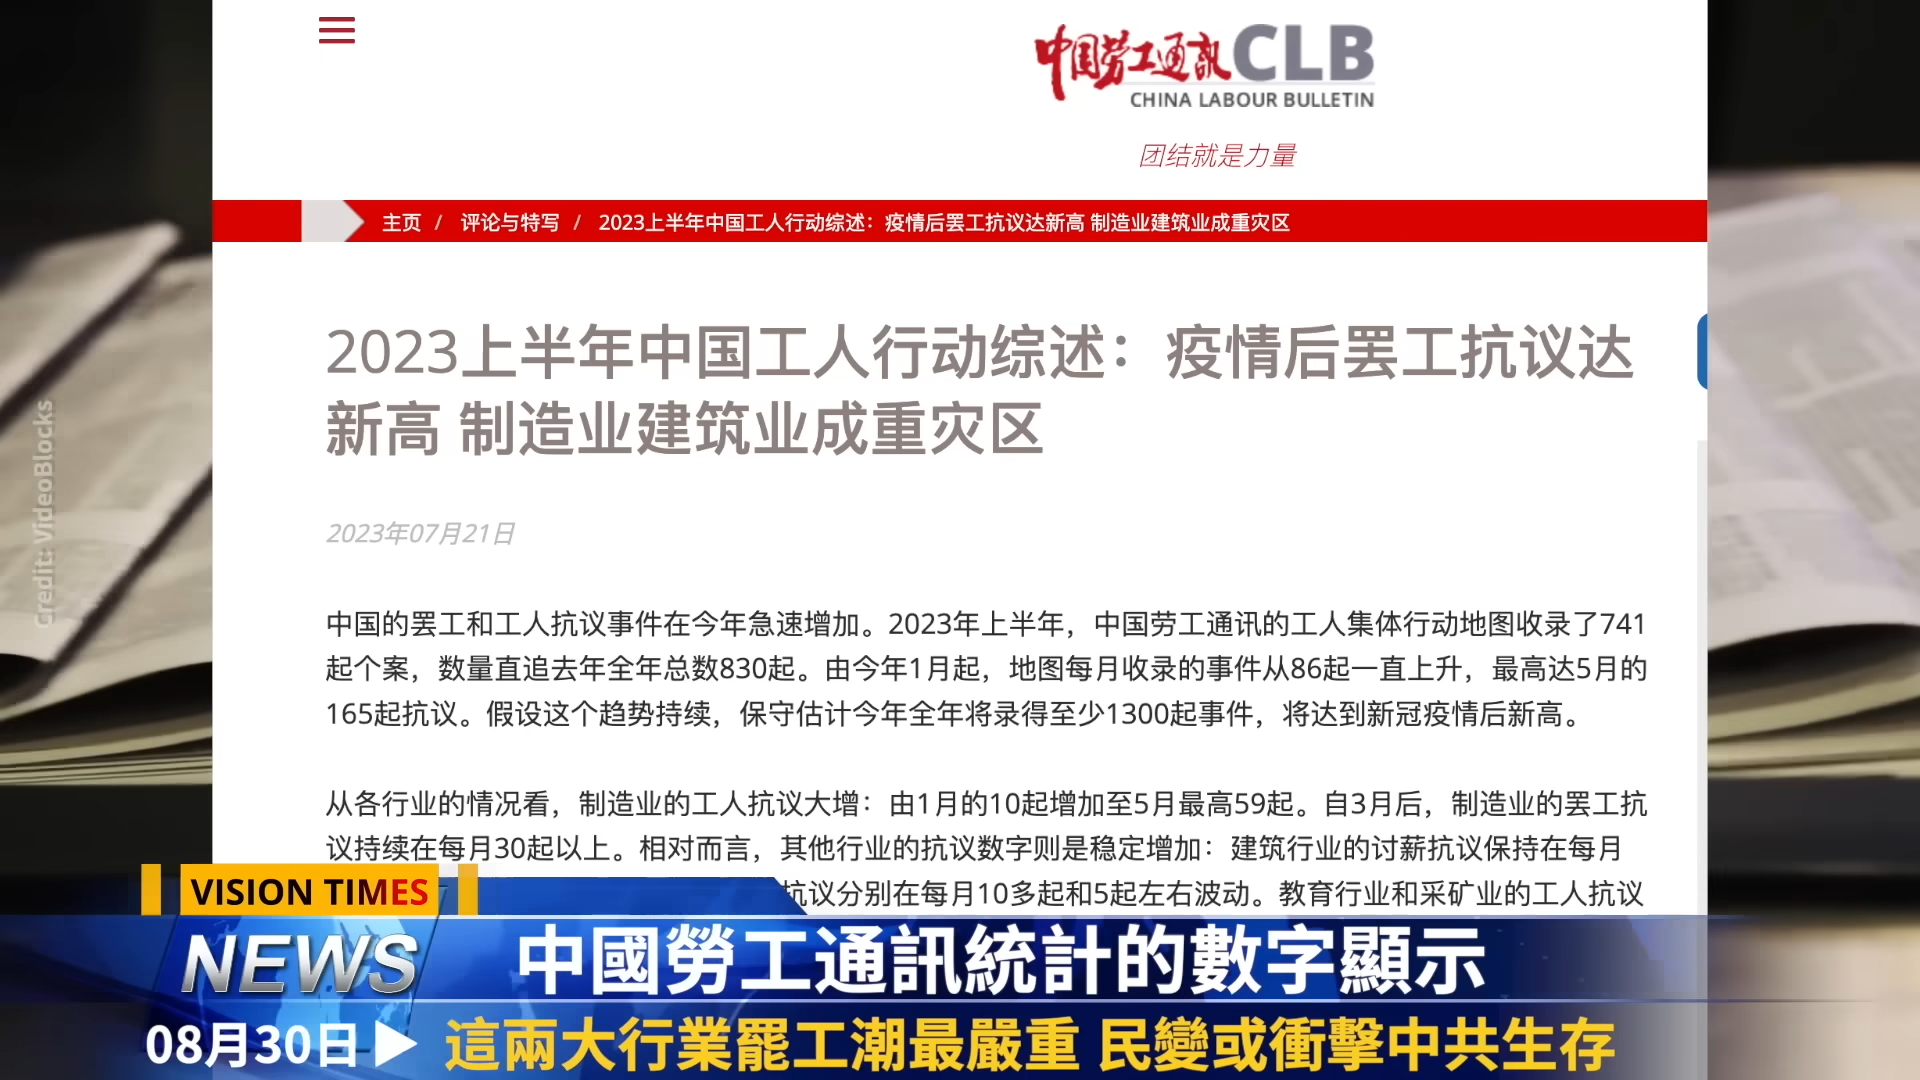 中国劳工通訊CLB
CHINA LABOUR BULLETIN
团结就是力量
主页 / 评论与特写 / 2023上半年中国工人行动综述：疫情后罢工抗议达新高 制造业建筑业成重灾区
2023上半年中国工人行动综述：疫情后罢工抗议达
新高 制造业建筑业成重灾区
2023年07月21日
中国的罢工和工人抗议事件在今年急速增加。2023年上半年，中国劳工通讯的工人集体行动地图收录了741
起个案，数量直追去年全年总数830起。由今年1月起，地图每月收录的事件从86起一直上升，最高达5月的
165起抗议。假设这个趋势持续，保守估计今年全年将录得至少1300起事件，将达到新冠疫情后新高。
从各行业的情况看，制造业的工人抗议大增：由1月的10起增加至5月最高59起。自3月后，制造业的罢工抗
议持续在每月30起以上。相对而言，其他行业的抗议数字则是稳定增加：建筑行业的讨薪抗议保持在每月
抗议分别在每月10多起和5起左右波动。教育行业和采矿业的工人抗议
Credit: VideoBlocks
VISION TIMES
NEWS
中國勞工通訊統計的數字顯示
08月30日
這兩大行業罷工潮最嚴重 民變或衝擊中共生存